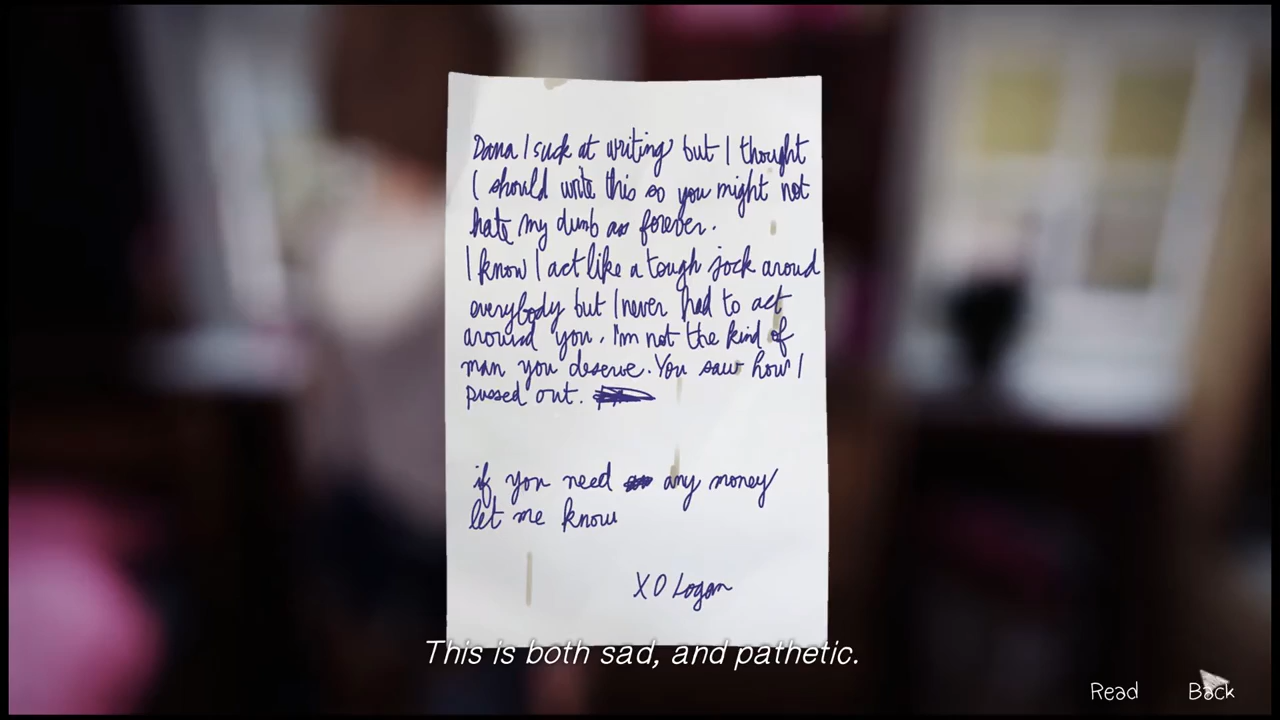 Dana I suck at writing but I thought
I should write this so you might not
hate my dumb ass forever.
I know I act like a tough jock aroud
everybody but I never had to act
around you. I'm not the kind of
man you deserve. You saw how I
pussed out.
if you need any money
let me know
XO Logan
This is both sad, and pathetic.
Read Back